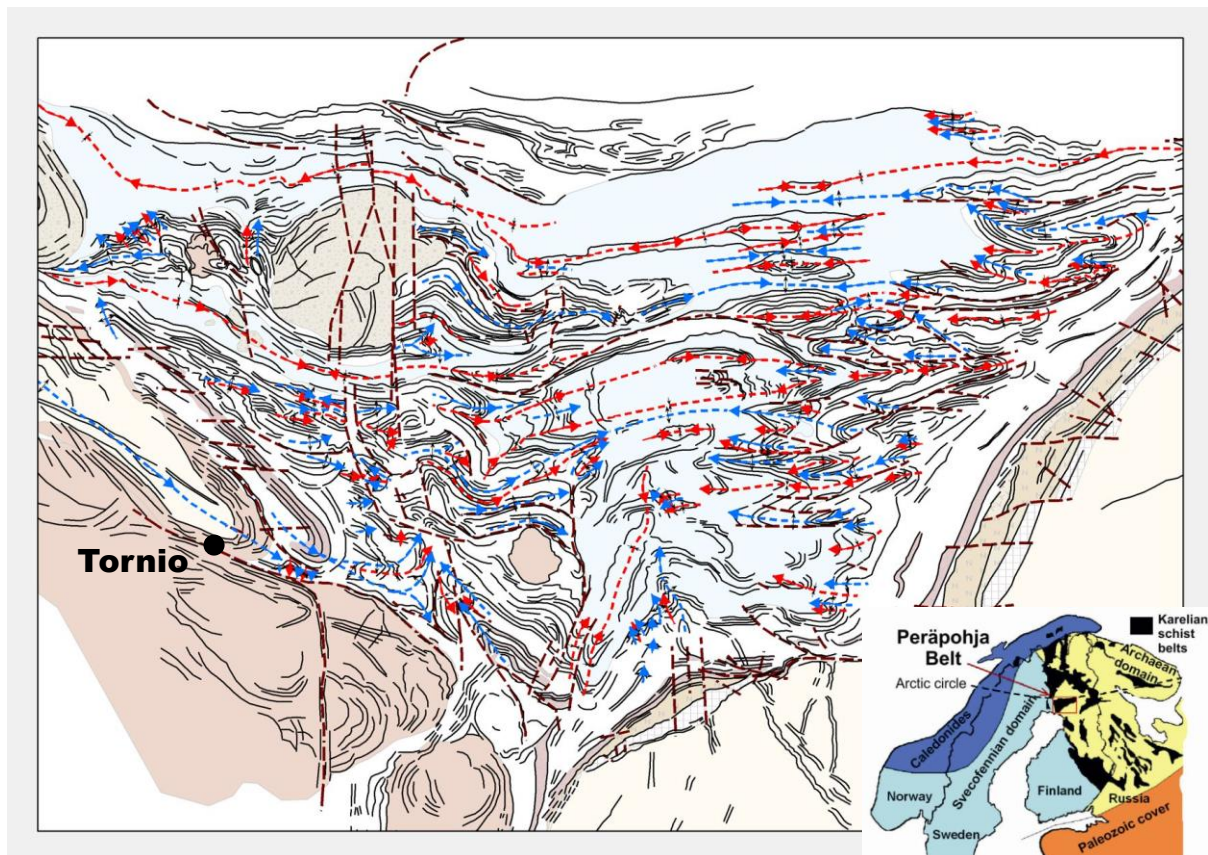 Tornio
Karelian
schist
belts
Peräpohja
Belt
Arctic circle
Archaean
domain
Caledonides
Svecofennian domain
Norway
Sweden
Finland
Russia
Paleozoic cover